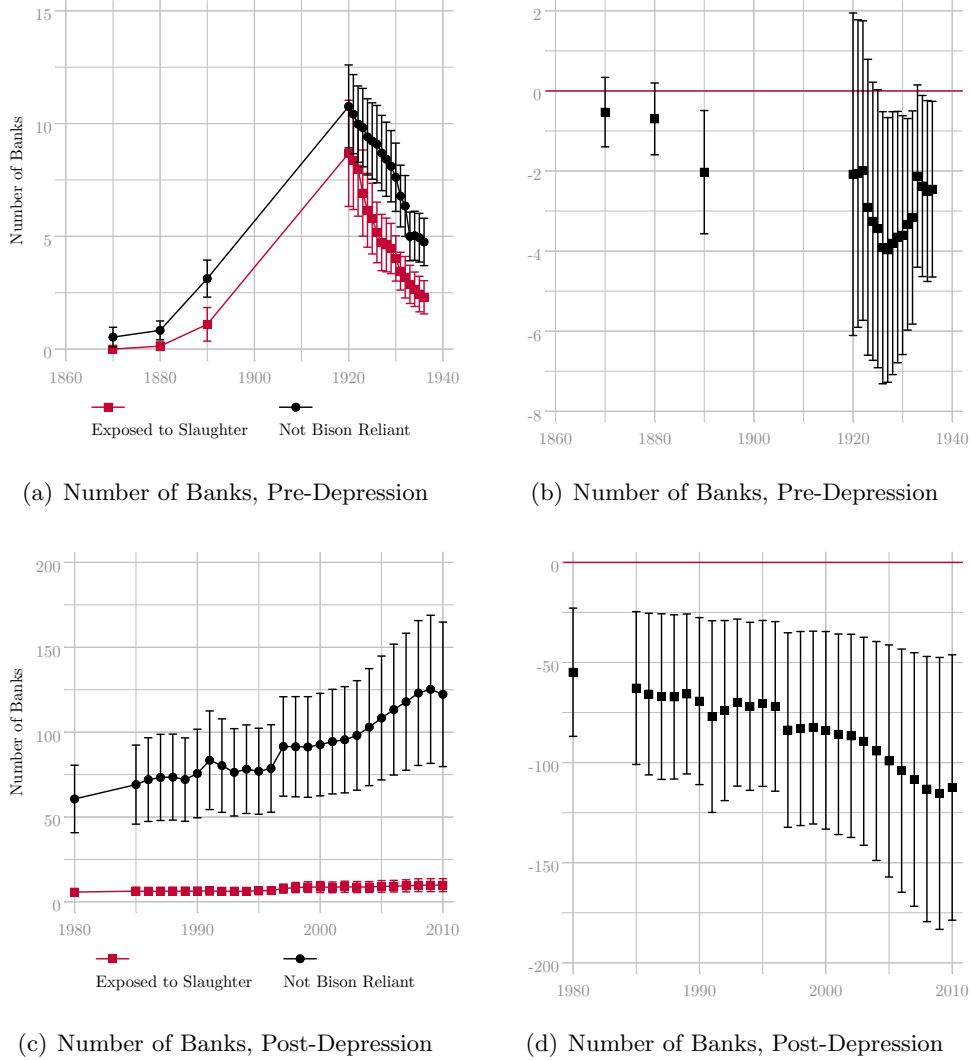 15
10
5
0
Number of Banks
1860 1880 1900 1920 1940
Exposed to Slaughter Not Bison Reliant
(a) Number of Banks, Pre-Depression
2
0
-2
-4
-6
-8
1860 1880 1900 1920 1940
(b) Number of Banks, Pre-Depression
200
150
100
50
0
Number of Banks
1980 1990 2000 2010
Exposed to Slaughter Not Bison Reliant
(c) Number of Banks, Post-Depression
0
-50
-100
-150
-200
1980 1990 2000 2010
(d) Number of Banks, Post-Depression